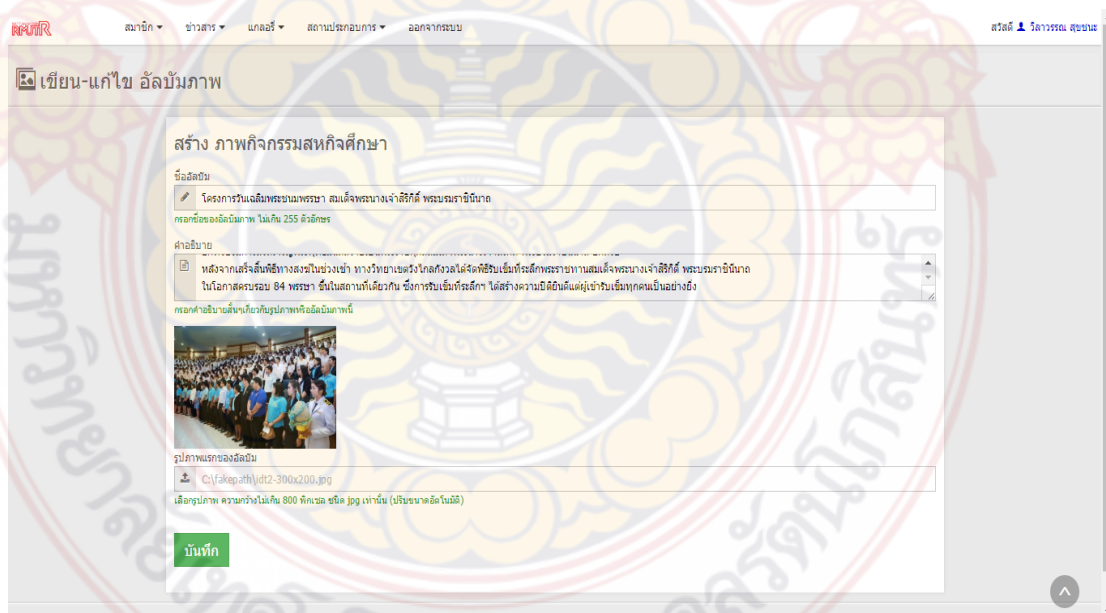 RMUTR
สมาชิก ข่าวสาร แกลอรี่ สถานประกอบการ ออกจากระบบ สวัสดี วิลาวรรณ สุขชนะ
เขียน-แก้ไข อัลบั้มภาพ
สร้าง ภาพกิจกรรมสหกิจศึกษา
ชื่ออัลบัม
โครงการวันเฉลิมพระชนมพรรษา สมเด็จพระนางเจ้าสิริกิติ์ พระบรมราชินีนาถ
กรอกชื่อของอัลบัมภาพ ไม่เกิน 255 ตัวอักษร
คำอธิบาย
หลังจากเสร็จสิ้นพิธีทางสงฆ์ในช่วงเช้า ทางวิทยาเขตวังไกลกังวลได้จัดพิธีรับเข็มที่ระลึกพระราชทานสมเด็จพระนางเจ้าสิริกิติ์ พระบรมราชินีนาถ
ในโอกาสครบรอบ 84 พรรษา ขึ้นในสถานที่เดียวกัน ซึ่งการรับเข็มที่ระลึกฯ ได้สร้างความปิติยินดีแด่ผู้เข้ารับเข็มทุกคนเป็นอย่างยิ่ง
กรอกคำอธิบายสั้นๆเกี่ยวกับรูปภาพหรืออัลบัมภาพนี้
รูปภาพแรกของอัลบัม
C:\fakepath\idt2-300x200.jpg
เลือกรูปภาพ ความกว้างไม่เกิน 800 พิกเซล ชนิด jpg เท่านั้น (ปรับขนาดอัตโนมัติ)
บันทึก